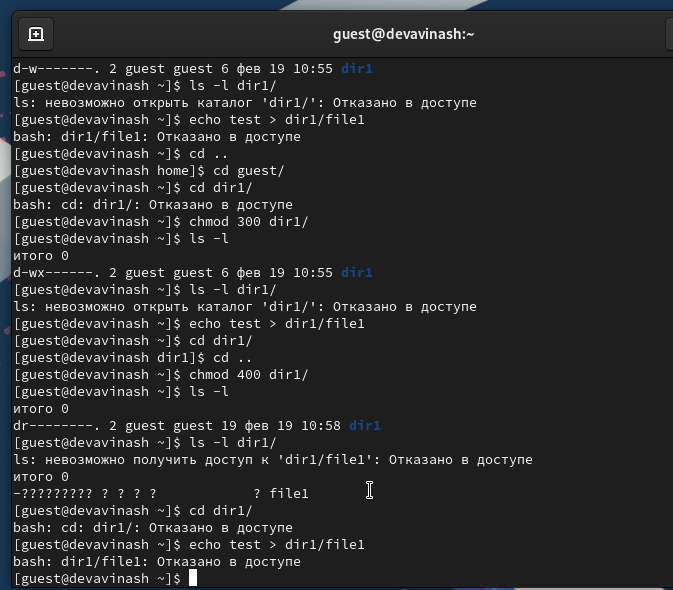 guest@devavinash:~
d-w-------. 2 guest guest 6 фев 19 10:55 dir1
[guest@devavinash ~]$ ls -l dir1/
ls: невозможно открыть каталог 'dir1/': Отказано в доступе
[guest@devavinash ~]$ echo test > dir1/file1
bash: dir1/file1: Отказано в доступе
[guest@devavinash ~]$ cd ..
[guest@devavinash home]$ cd guest/
[guest@devavinash ~]$ cd dir1/
bash: cd: dir1/: Отказано в доступе
[guest@devavinash ~]$ chmod 300 dir1/
[guest@devavinash ~]$ ls -l
итого 0
d-wx------. 2 guest guest 6 фев 19 10:55 dir1
[guest@devavinash ~]$ ls -l dir1/
ls: невозможно открыть каталог 'dir1/': Отказано в доступе
[guest@devavinash ~]$ echo test > dir1/file1
[guest@devavinash ~]$ cd dir1/
[guest@devavinash dir1]$ cd ..
[guest@devavinash ~]$ chmod 400 dir1/
[guest@devavinash ~]$ ls -l
итого 0
dr--------. 2 guest guest 19 фев 19 10:58 dir1
[guest@devavinash ~]$ ls -l dir1/
ls: невозможно получить доступ к 'dir1/file1': Отказано в доступе
итого 0
-????????? ? ? ? ?            ? file1
[guest@devavinash ~]$ cd dir1/
bash: cd: dir1/: Отказано в доступе
[guest@devavinash ~]$ echo test > dir1/file1
bash: dir1/file1: Отказано в доступе
[guest@devavinash ~]$